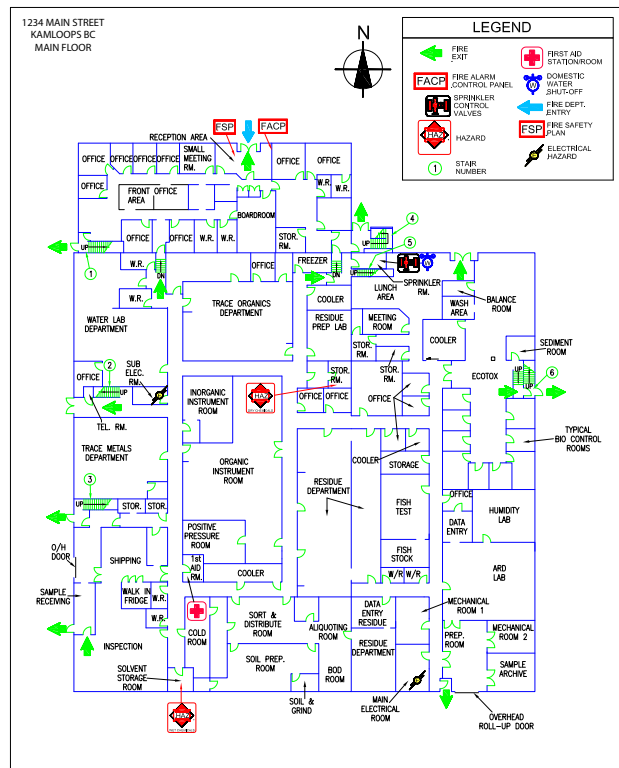 1234 MAIN STREET
KAMLOOPS BC
MAIN FLOOR
N
LEGEND
FIRE
EXIT
FIRST AID
STATION/ROOM
FACP
FIRE ALARM
CONTROL PANEL
DOMESTIC
WATER
SHUT-OFF
SPRINKLER
CONTROL
VALVES
FIRE DEPT.
ENTRY
HAZ
HAZARD
FSP
FIRE SAFETY
PLAN
1
STAIR
NUMBER
ELECTRICAL
HAZARD
FSP
FACP
RECEPTION AREA
OFFICE
OFFICE
OFFICE
OFFICE
SMALL
MEETING
RM.
OFFICE
OFFICE
OFFICE
W.R.
W.R.
FRONT OFFICE
AREA
BOARDROOM
OFFICE
OFFICE
OFFICE
W.R.
W.R.
STOR.
RM.
UP
4
5
UP
1
W.R.
DN
OFFICE
FREEZER
DN
UP
LUNCH
AREA
SPRINKLER
RM.
W
W.R.
WATER LAB
DEPARTMENT
TRACE ORGANICS
DEPARTMENT
COOLER
RESIDUE
PREP LAB
MEETING
ROOM
WASH
AREA
BALANCE
ROOM
COOLER
SEDIMENT
ROOM
STOR.
RM.
STOR.
RM.
ECOTOX
2
SUB
ELEC.
RM.
OFFICE
UP
TEL. RM.
INORGANIC
INSTRUMENT
ROOM
HAZ
STOR.
RM.
OFFICE
OFFICE
OFFICE
UP
UP
6
TRACE METALS
DEPARTMENT
ORGANIC
INSTRUMENT
ROOM
COOLER
STORAGE
TYPICAL
BIO CONTROL
ROOMS
3
UP
STOR.
STOR.
RESIDUE
DEPARTMENT
FISH
TEST
OFFICE
DATA
ENTRY
HUMIDITY
LAB
POSITIVE
PRESSURE
ROOM
O/H
DOOR
SHIPPING
1st
AID
RM.
COOLER
FISH
STOCK
W/R
W/R
ARD
LAB
SAMPLE
RECEIVING
WALK IN
FRIDGE
W.R.
W.R.
COLD
ROOM
SORT &
DISTRIBUTE
ROOM
ALIQUOTING
ROOM
DATA
ENTRY
RESIDUE
MECHANICAL
ROOM 1
INSPECTION
SOIL PREP.
ROOM
BOD
ROOM
RESIDUE
DEPARTMENT
PREP.
ROOM
MECHANICAL
ROOM 2
SAMPLE
ARCHIVE
SOLVENT
STORAGE
ROOM
SOIL &
GRIND
MAIN
ELECTRICAL
ROOM
OVERHEAD
ROLL-UP DOOR
HAZ